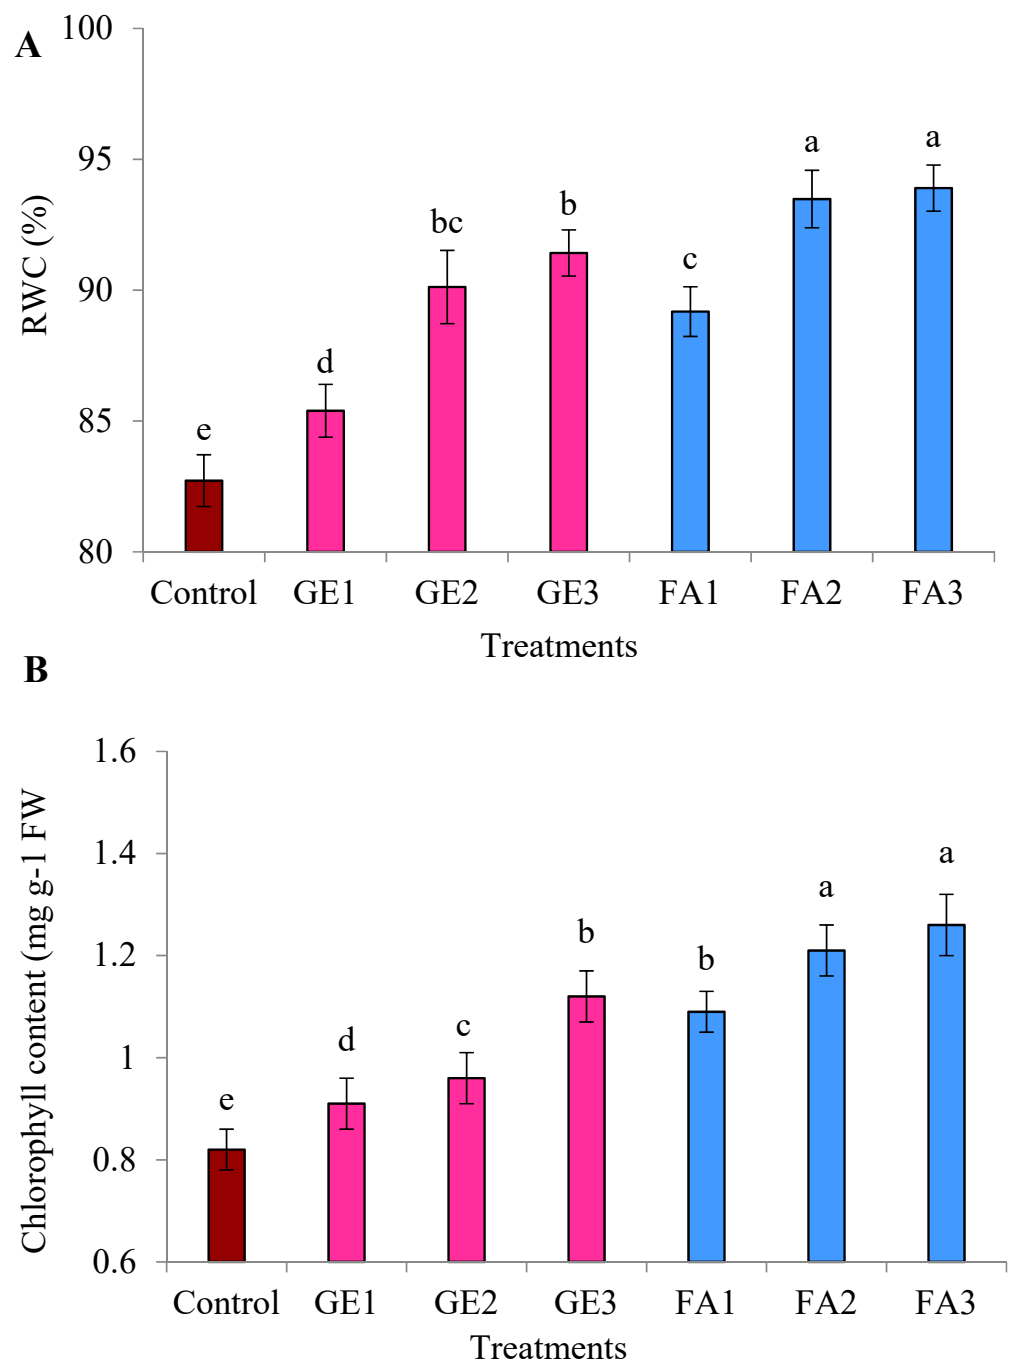 A
100
95
90
85
80
RWC (%)
e
d
bc
b
c
a
a
Control GE1 GE2 GE3 FA1 FA2 FA3
Treatments
B
1.6
1.4
1.2
1
0.8
0.6
Chlorophyll content (mg g-1 FW
e
d
c
b
b
a
a
Control GE1 GE2 GE3 FA1 FA2 FA3
Treatments